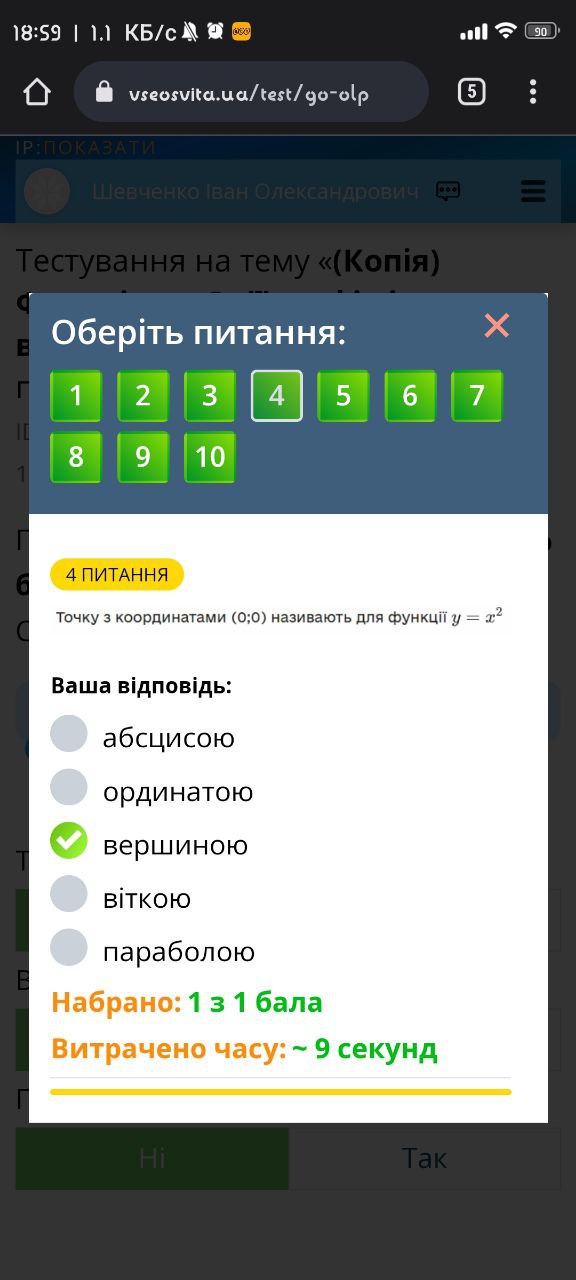 18:59 | 1.1 КБ/с
90
vseosvita.ua/test/go-olp
5
IP:ПОКАЗАТИ
Шевченко Іван Олександрович
Тестування на тему «(Копія)
Оберіть питання:
1 2 3 4 5 6 7
8 9 10
4 ПИТАННЯ
Точку з координатами (0;0) називають для функції y = x²
Ваша відповідь:
абсцисою
ординатою
вершиною
віткою
параболою
Набрано: 1 з 1 бала
Витрачено часу: ~ 9 секунд
Ні
Так